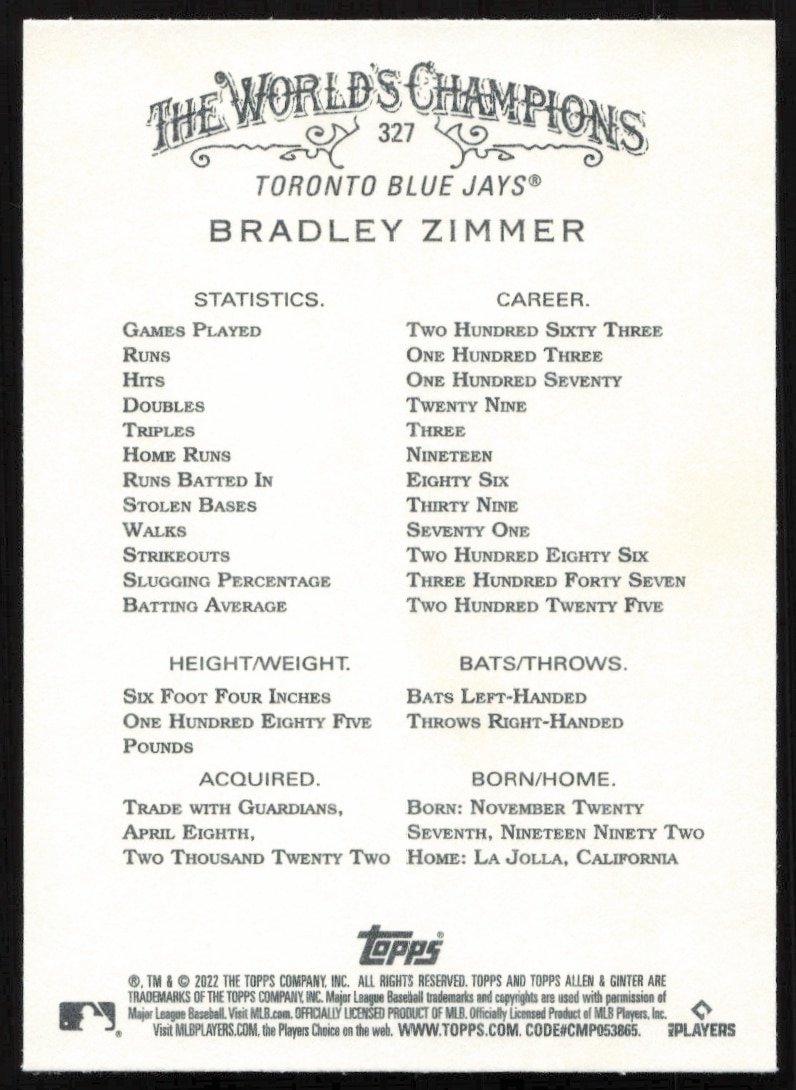 THE WORLD'S CHAMPIONS
327
TORONTO BLUE JAYS®
BRADLEY ZIMMER
STATISTICS. CAREER.
GAMES PLAYED TWO HUNDRED SIXTY THREE
RUNS ONE HUNDRED THREE
HITS ONE HUNDRED SEVENTY
DOUBLES TWENTY NINE
TRIPLES THREE
HOME RUNS NINETEEN
RUNS BATTED IN EIGHTY SIX
STOLEN BASES THIRTY NINE
WALKS SEVENTY ONE
STRIKEOUTS TWO HUNDRED EIGHTY SIX
SLUGGING PERCENTAGE THREE HUNDRED FORTY SEVEN
BATTING AVERAGE TWO HUNDRED TWENTY FIVE
HEIGHT/WEIGHT.
SIX FOOT FOUR INCHES
ONE HUNDRED EIGHTY FIVE
POUNDS
BATS/THROWS.
BATS LEFT-HANDED
THROWS RIGHT-HANDED
ACQUIRED.
TRADE WITH GUARDIANS,
APRIL EIGHTH,
TWO THOUSAND TWENTY TWO
BORN/HOME.
BORN: NOVEMBER TWENTY
SEVENTH, NINETEEN NINETY TWO
HOME: LA JOLLA, CALIFORNIA
Topps®
®, TM & © 2022 THE TOPPS COMPANY, INC. ALL RIGHTS RESERVED. TOPPS AND TOPPS ALLEN & GINTER ARE
TRADEMARKS OF THE TOPPS COMPANY, INC. Major League Baseball trademarks and copyrights are used with permission of
Major League Baseball. Visit MLB.com. OFFICIALLY LICENSED PRODUCT OF MLB. Officially Licensed Product of MLB Players, Inc.
Visit MLBPLAYERS.COM, the Players Choice on the web. WWW.TOPPS.COM. CODE#CMP053865.
MLBPLAYERS